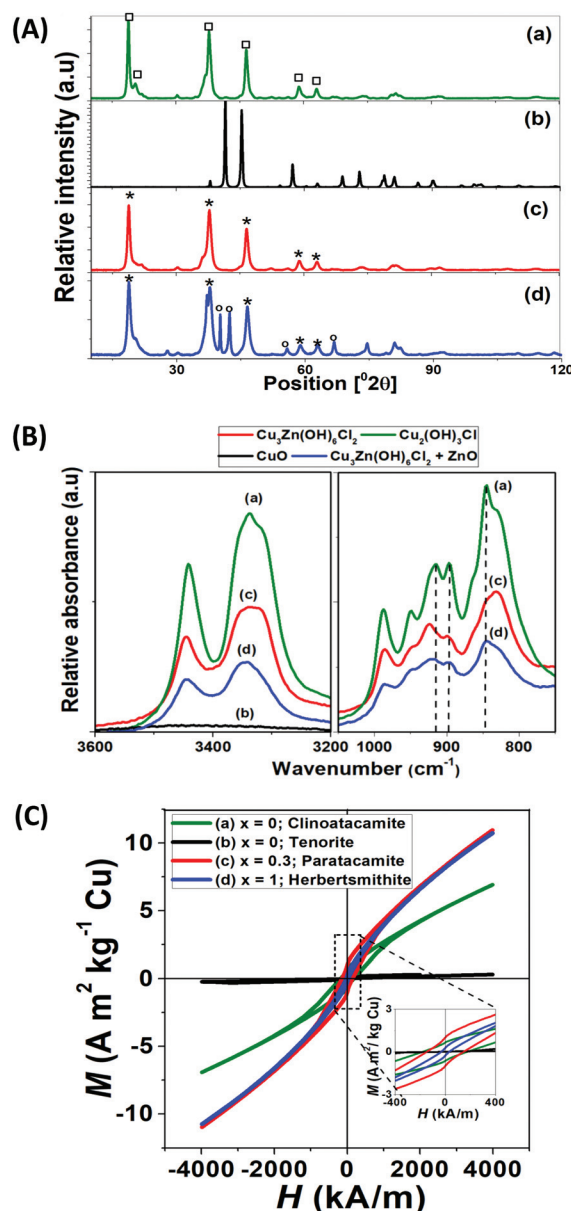 (A)
Relative intensity (a.u)
(a)
(b)
(c)
* * * * *
(d)
* * o o * o * * o
30 60 90 120
Position [⁰2θ]
(B)
Cu₃Zn(OH)₆Cl₂ Cu₂(OH)₃Cl
CuO Cu₃Zn(OH)₆Cl₂ + ZnO
Relative absorbance (a.u)
(a)
(c)
(d)
(b)
(a)
(c)
(d)
3600 3400 3200 1000 900 800
Wavenumber (cm⁻¹)
(C)
(a) x = 0; Clinoatacamite
(b) x = 0; Tenorite
(c) x = 0.3; Paratacamite
(d) x = 1; Herbertsmithite
M (A m² kg⁻¹ Cu)
10
5
0
-5
-10
M (A m²/ kg Cu)
3
0
-3
-400 0 400
H (kA/m)
-4000 -2000 0 2000 4000
H (kA/m)